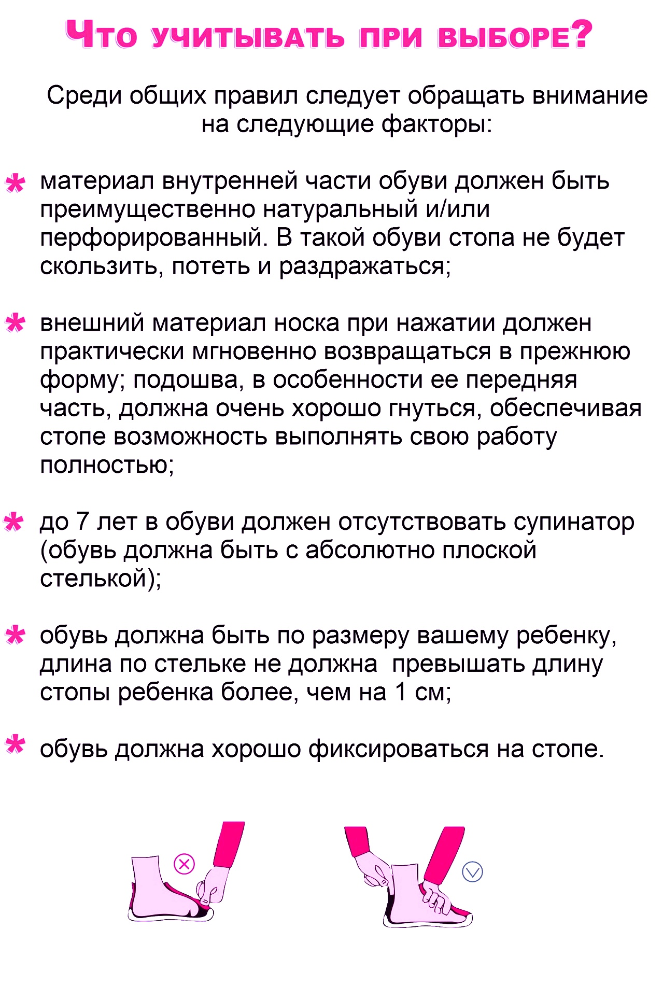 Что учитывать при выборе?
Среди общих правил следует обращать внимание
на следующие факторы:
* материал внутренней части обуви должен быть
преимущественно натуральный и/или
перфорированный. В такой обуви стопа не будет
скользить, потеть и раздражаться;
* внешний материал носка при нажатии должен
практически мгновенно возвращаться в прежнюю
форму; подошва, в особенности ее передняя
часть, должна очень хорошо гнуться, обеспечивая
стопе возможность выполнять свою работу
полностью;
* до 7 лет в обуви должен отсутствовать супинатор
(обувь должна быть с абсолютно плоской
стелькой);
* обувь должна быть по размеру вашему ребенку,
длина по стельке не должна  превышать длину
стопы ребенка более, чем на 1 см;
* обувь должна хорошо фиксироваться на стопе.